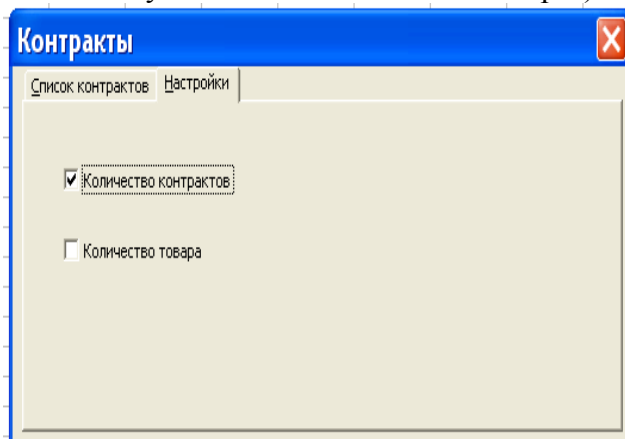 Контракты
Список контрактов Настройки
Количество контрактов
Количество товара